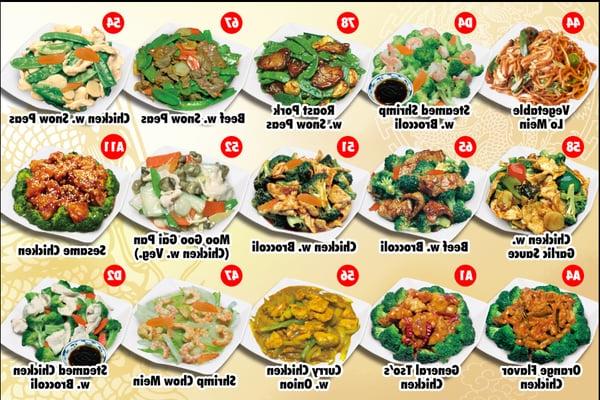 44
Vegetable
Lo Mein
D4
Steamed Shrimp
w. Broccoli
78
Roast Pork
w. Snow Peas
67
Beef w. Snow Peas
54
Chicken w. Snow Peas
58
Chicken w.
Garlic Sauce
65
Beef w. Broccoli
51
Chicken w. Broccoli
52
Moo Goo Gai Pan
(Chicken w. Veg.)
A11
Sesame Chicken
A4
Orange Flavor
Chicken
A1
General Tso's
Chicken
56
Curry Chicken
w. Onion
47
Shrimp Chow Mein
D2
Steamed Chicken
w. Broccoli